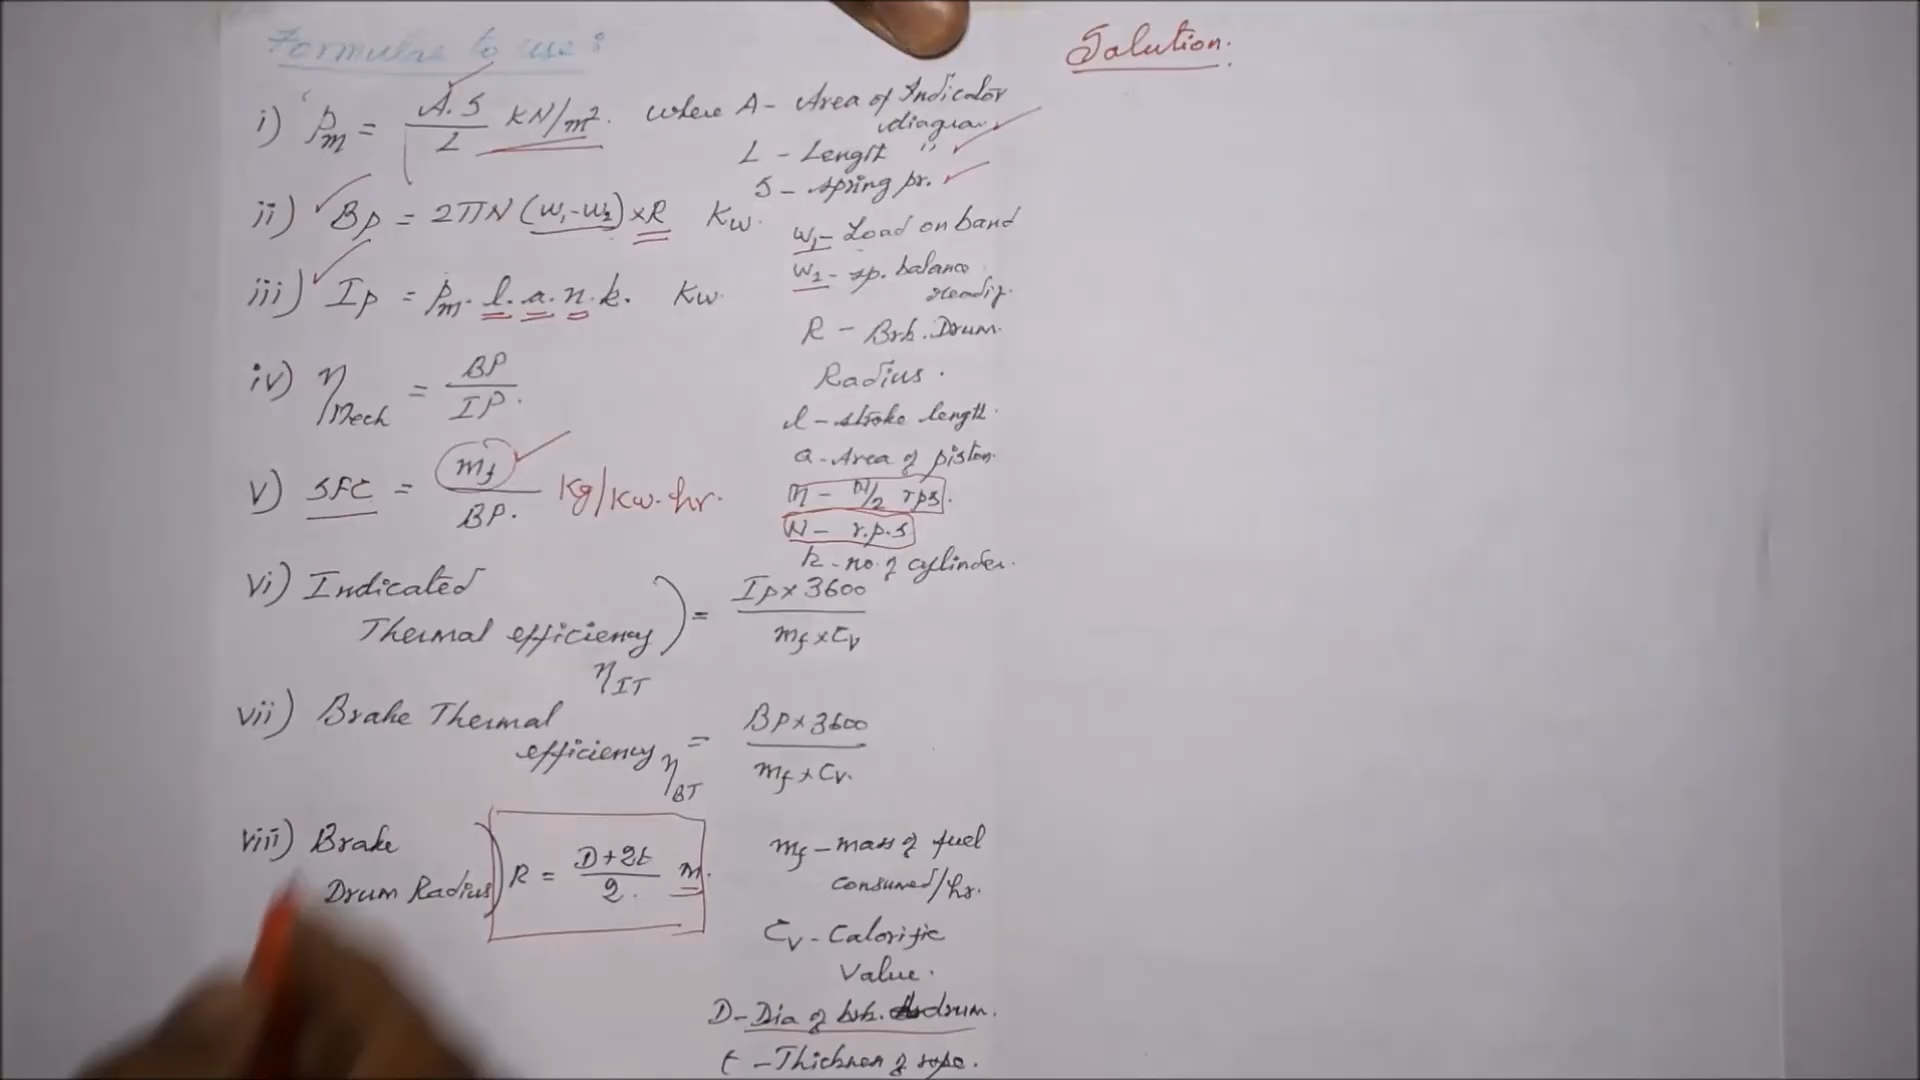 Formulae to use:
i) Pm = A.S / L KN/m². where A - Area of Indicator diagram
L - Length "
S - spring pr.
ii) Bp = 2πN (W₁-W₂) × R Kw.
W₁ - Load on band
W₂ - sp. balance reading.
iii) Ip = Pm. l. a. n. k. Kw.
R - Brk. Drum Radius.
iv) η Mech = BP / IP.
l - stroke length.
a - Area of piston.
v) SFC = mf / BP. Kg/Kw.hr.
n - N/2 rps.
N - r.p.s
k - no. of cylinder.
vi) Indicated Thermal efficiency ηIT ) = Ip × 3600 / mf × Cv
vii) Brake Thermal efficiency ηBT = BP × 3600 / mf × Cv.
viii) Brake Drum Radius ) R = D+2t / 2. m.
mf - mass of fuel consumed/hr.
Cv - Calorific Value.
D - Dia of brk. drum.
t - Thicknes of rope.
Solution.